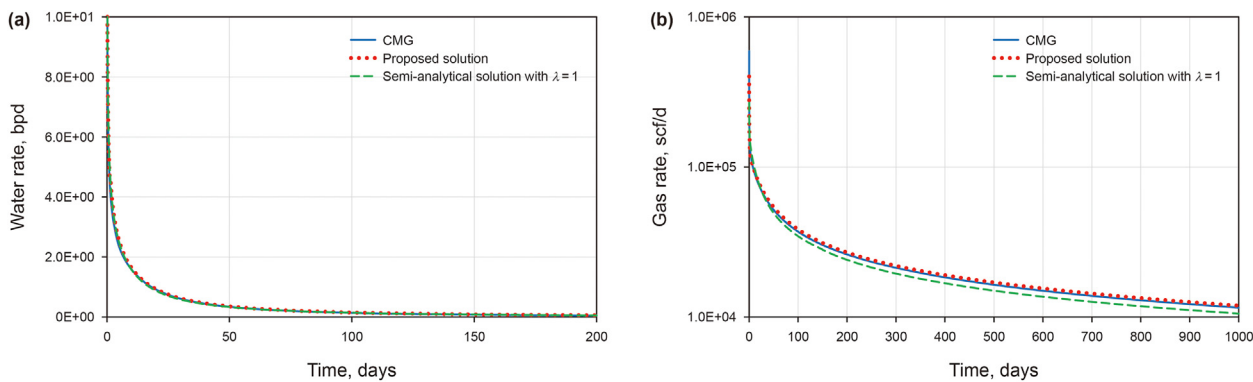 (a)
1.0E+01
8.0E+00
6.0E+00
4.0E+00
2.0E+00
0E+00
Water rate, bpd
0
50
100
150
200
Time, days
CMG
Proposed solution
Semi-analytical solution with λ = 1
(b)
1.0E+06
1.0E+05
1.0E+04
Gas rate, scf/d
0
100
200
300
400
500
600
700
800
900
1000
Time, days
CMG
Proposed solution
Semi-analytical solution with λ = 1